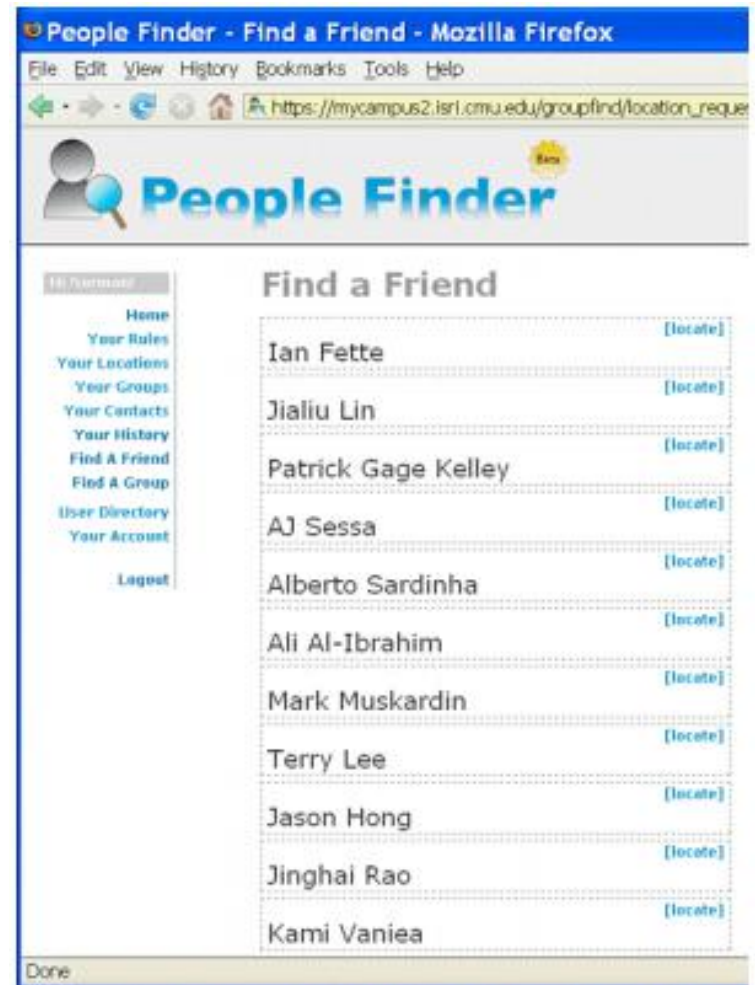 People Finder - Find a Friend - Mozilla Firefox
File Edit View History Bookmarks Tools Help
https://mycampus2.isri.cmu.edu/groupfind/location_reque
Beta
People Finder
Hi Norman!
Home
Your Rules
Your Locations
Your Groups
Your Contacts
Your History
Find A Friend
Find A Group
User Directory
Your Account
Logout
Find a Friend
[locate]
Ian Fette
[locate]
Jialiu Lin
[locate]
Patrick Gage Kelley
[locate]
AJ Sessa
[locate]
Alberto Sardinha
[locate]
Ali Al-Ibrahim
[locate]
Mark Muskardin
[locate]
Terry Lee
[locate]
Jason Hong
[locate]
Jinghai Rao
[locate]
Kami Vaniea
Done